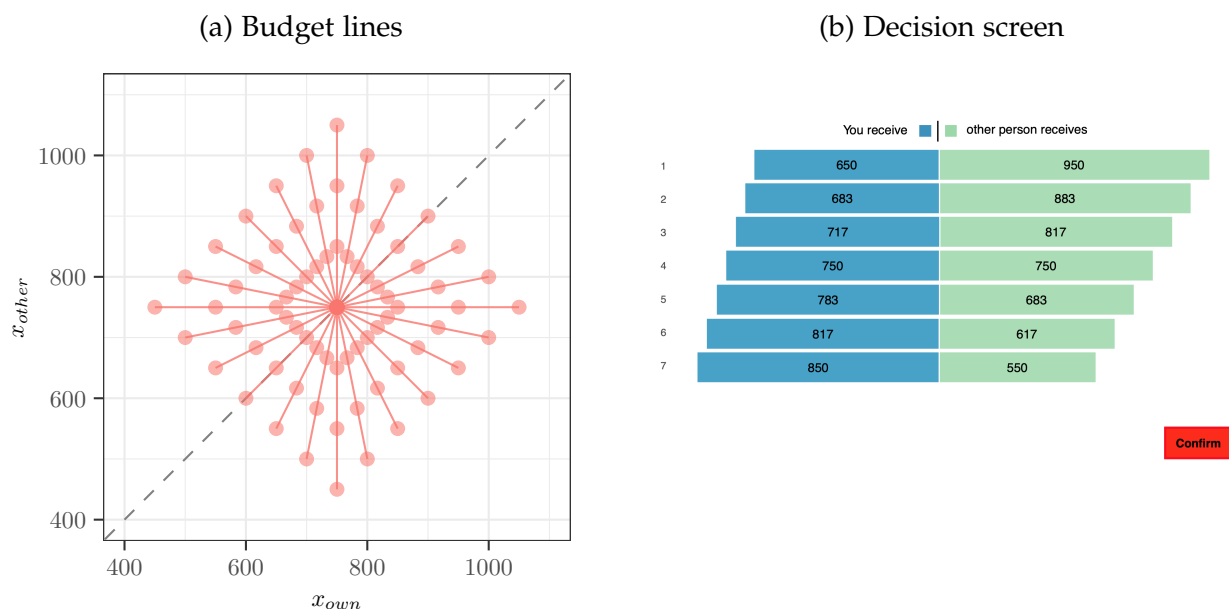 (a) Budget lines
1000
800
600
400
400 600 800 1000
x_other
x_own
(b) Decision screen
You receive other person receives
1 650 950
2 683 883
3 717 817
4 750 750
5 783 683
6 817 617
7 850 550
Confirm